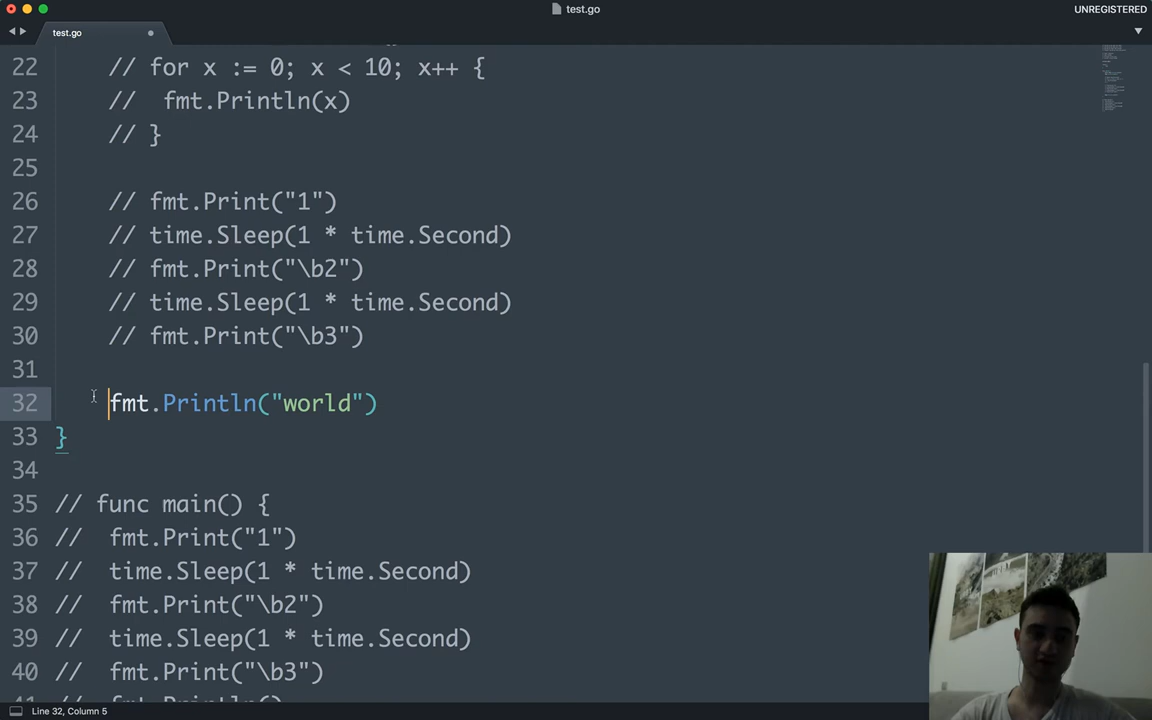 test.go
UNREGISTERED
test.go
22 // for x := 0; x < 10; x++ {
23 //  fmt.Println(x)
24 // }
25
26 // fmt.Print("1")
27 // time.Sleep(1 * time.Second)
28 // fmt.Print("\b2")
29 // time.Sleep(1 * time.Second)
30 // fmt.Print("\b3")
31
32 fmt.Println("world")
33 }
34
35 // func main() {
36 //  fmt.Print("1")
37 //  time.Sleep(1 * time.Second)
38 //  fmt.Print("\b2")
39 //  time.Sleep(1 * time.Second)
40 //  fmt.Print("\b3")
Line 32, Column 5